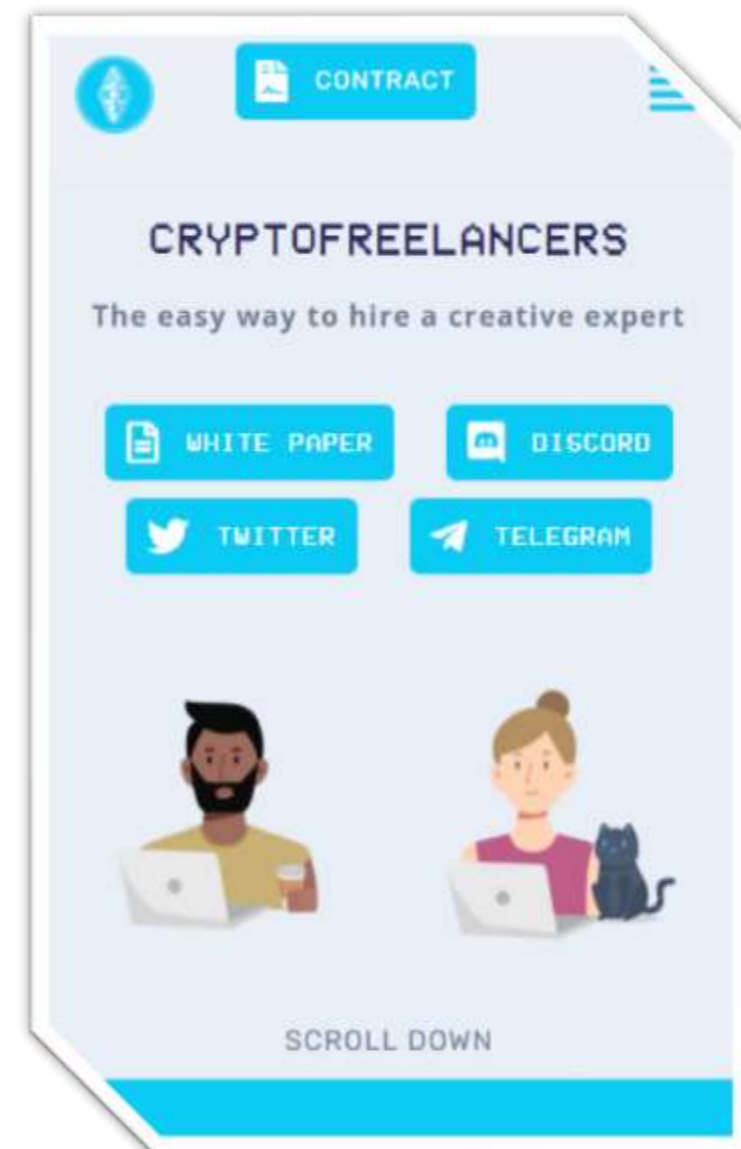 CONTRACT
CRYPTOFREELANCERS
The easy way to hire a creative expert
WHITE PAPER DISCORD
TWITTER TELEGRAM
SCROLL DOWN